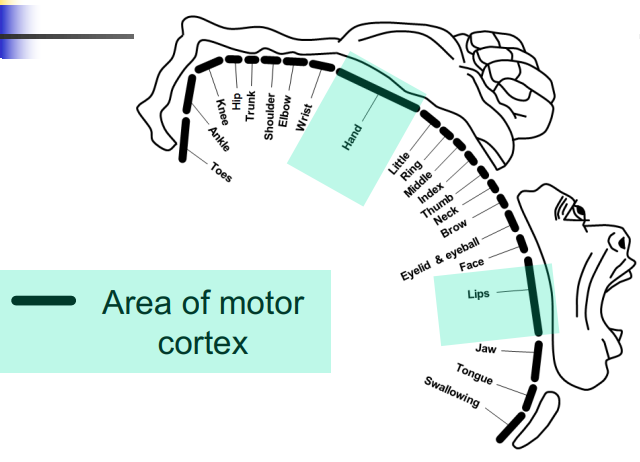 Toes
Ankle
Knee
Hip
Trunk
Shoulder
Elbow
Wrist
Hand
Little
Ring
Middle
Index
Thumb
Neck
Brow
Eyelid & eyeball
Face
Lips
Jaw
Tongue
Swallowing
Area of motor
cortex